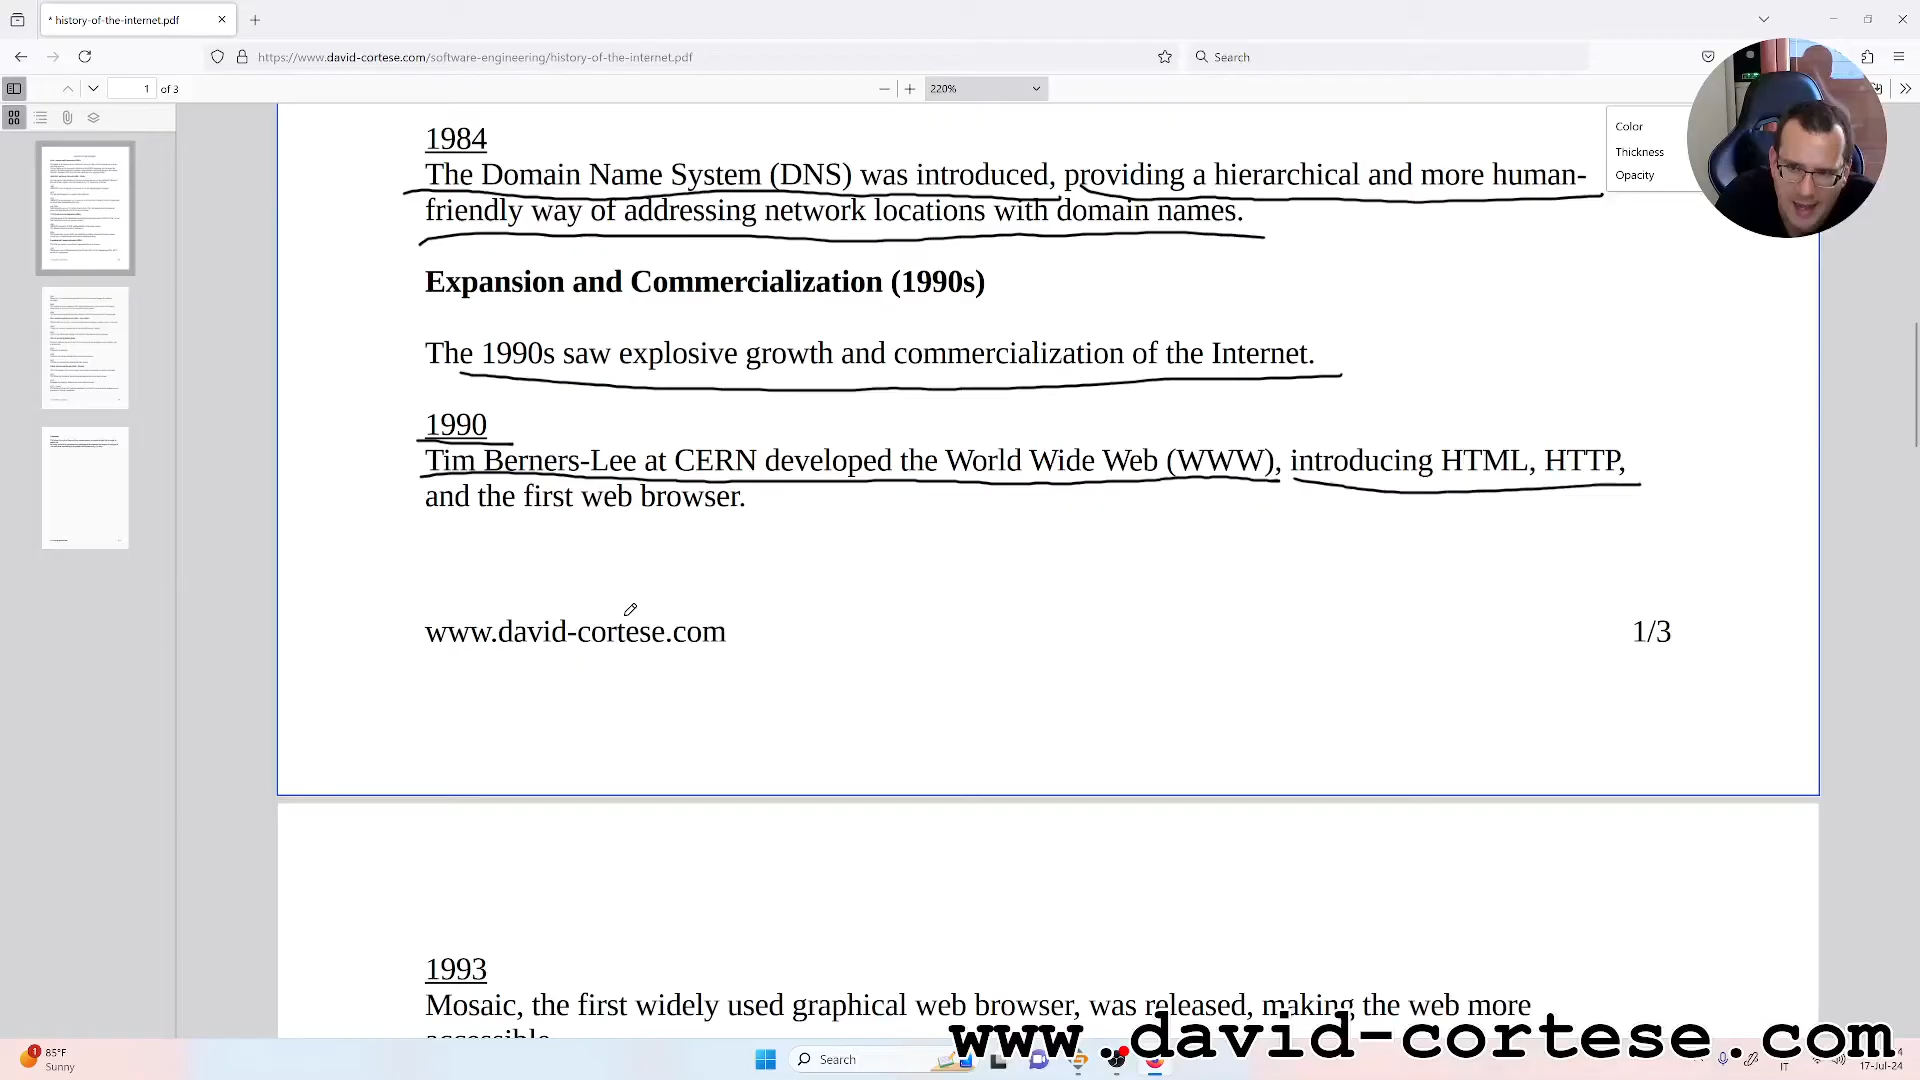 * history-of-the-internet.pdf
https://www.david-cortese.com/software-engineering/history-of-the-internet.pdf
Search
1 of 3
220%
Color
Thickness
Opacity
1984
The Domain Name System (DNS) was introduced, providing a hierarchical and more human-
friendly way of addressing network locations with domain names.
Expansion and Commercialization (1990s)
The 1990s saw explosive growth and commercialization of the Internet.
1990
Tim Berners-Lee at CERN developed the World Wide Web (WWW), introducing HTML, HTTP,
and the first web browser.
www.david-cortese.com
1/3
1993
Mosaic, the first widely used graphical web browser, was released, making the web more
accessible.
www.david-cortese.com
1
85°F
Sunny
Search
IT
17-Jul-24